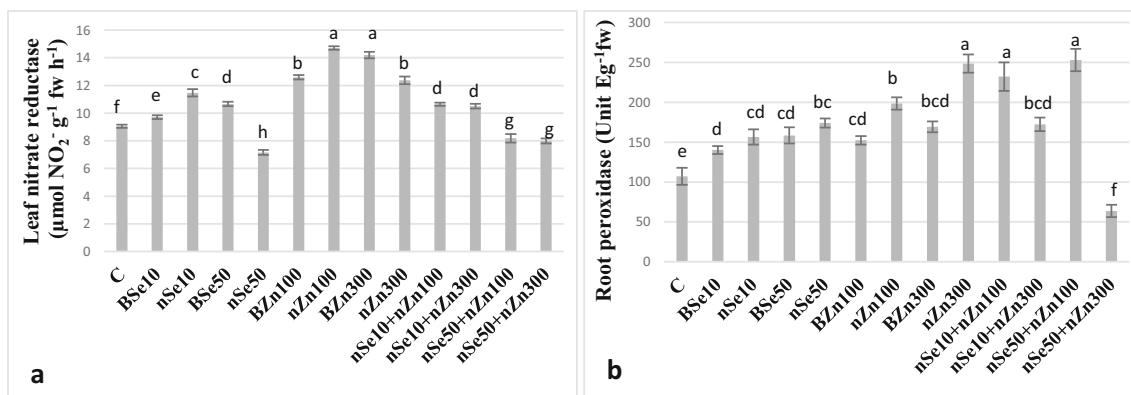 Leaf nitrate reductase
(µmol NO₂⁻ g⁻¹ fw h⁻¹)
16
14
12
10
8
6
4
2
0
f
e
c
d
h
b
a
a
b
d
d
g
g
C
BSe10
nSe10
BSe50
nSe50
BZn100
nZn100
BZn300
nZn300
nSe10+nZn100
nSe10+nZn300
nSe50+nZn100
nSe50+nZn300
a
Root peroxidase (Unit Eg⁻¹fw)
300
250
200
150
100
50
0
e
d
cd
cd
bc
cd
b
bcd
a
a
bcd
a
f
C
BSe10
nSe10
BSe50
nSe50
BZn100
nZn100
BZn300
nZn300
nSe10+nZn100
nSe10+nZn300
nSe50+nZn100
nSe50+nZn300
b